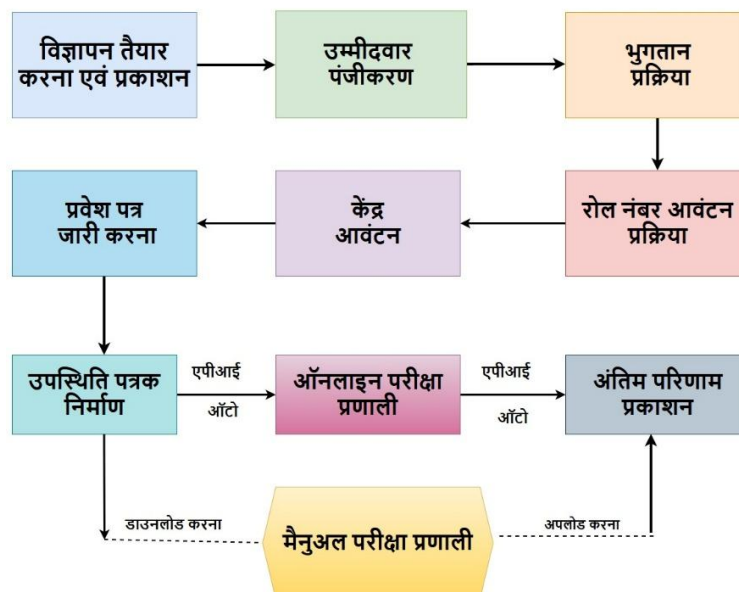 विज्ञापन तैयार
करना एवं प्रकाशन
उम्मीदवार
पंजीकरण
भुगतान
प्रक्रिया
प्रवेश पत्र
जारी करना
केंद्र
आवंटन
रोल नंबर आवंटन
प्रक्रिया
उपस्थिति पत्रक
निर्माण
एपीआई
ऑटो
ऑनलाइन परीक्षा
प्रणाली
एपीआई
ऑटो
अंतिम परिणाम
प्रकाशन
डाउनलोड करना
मैनुअल परीक्षा प्रणाली
अपलोड करना